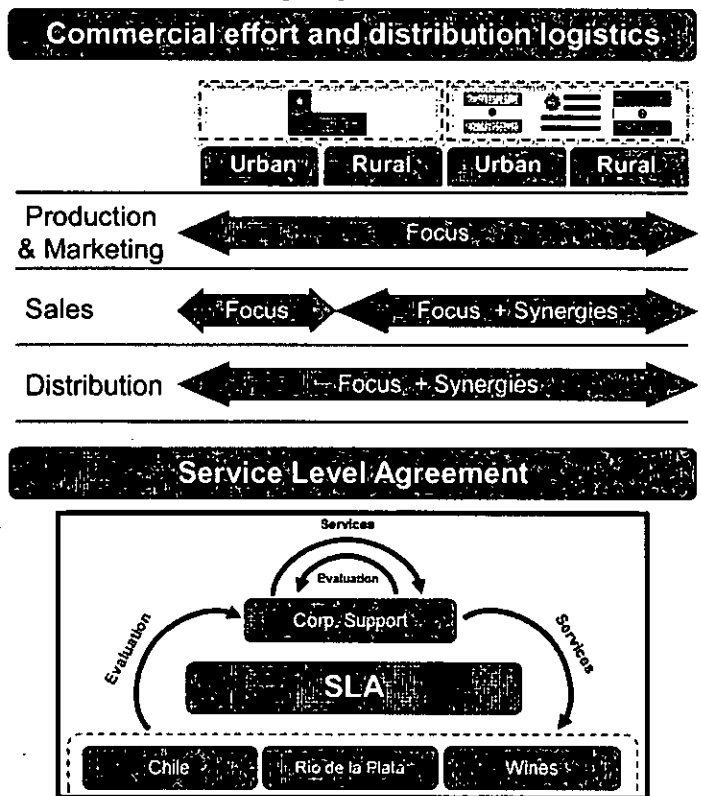 Commercial effort and distribution logistics
Urban Rural Urban Rural
Production
& Marketing
Focus
Sales
Focus
Focus + Synergies
Distribution
Focus + Synergies
Service Level Agreement
Services
Evaluation
Corp. Support
Evaluation
Services
SLA
Chile
Rio de la Plata
Wines